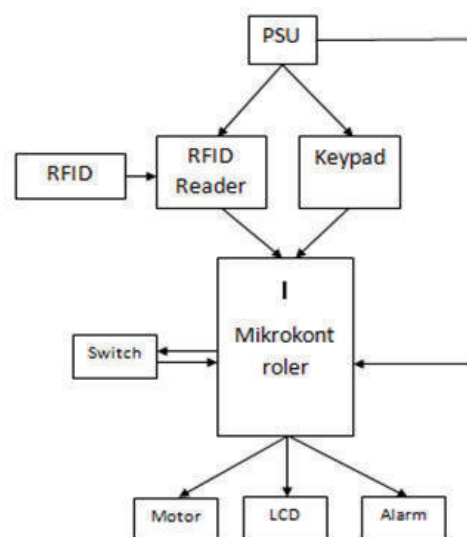 PSU
RFID
RFID
Reader
Keypad
I
Mikrokont
roler
Switch
Motor
LCD
Alarm